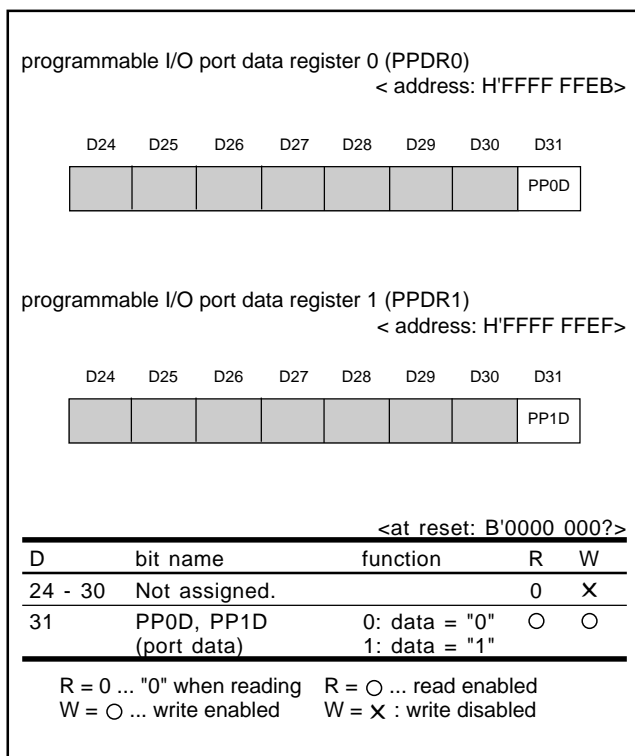 programmable I/O port data register 0 (PPDR0)
< address: H'FFFF FFEB>
D24 D25 D26 D27 D28 D29 D30 D31
PP0D
programmable I/O port data register 1 (PPDR1)
< address: H'FFFF FFEF>
D24 D25 D26 D27 D28 D29 D30 D31
PP1D
<at reset: B'0000 000?>
D bit name function R W
24 - 30 Not assigned. 0 ×
31 PP0D, PP1D 0: data = "0" ○ ○
(port data) 1: data = "1"
R = 0 ... "0" when reading R = ○ ... read enabled
W = ○ ... write enabled W = × : write disabled